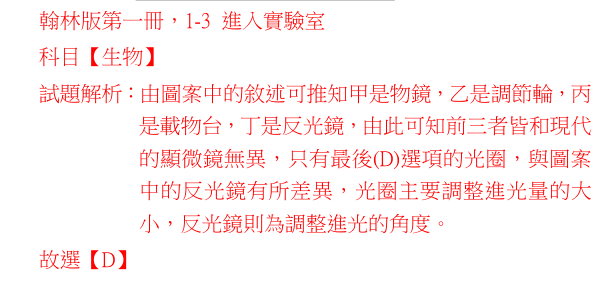 翰林版第一冊，1-3 進入實驗室
科目【生物】
試題解析：由圖案中的敘述可推知甲是物鏡，乙是調節輪，丙
是載物台，丁是反光鏡，由此可知前三者皆和現代
的顯微鏡無異，只有最後(D)選項的光圈，與圖案
中的反光鏡有所差異，光圈主要調整進光量的大
小，反光鏡則為調整進光的角度。
故選【D】